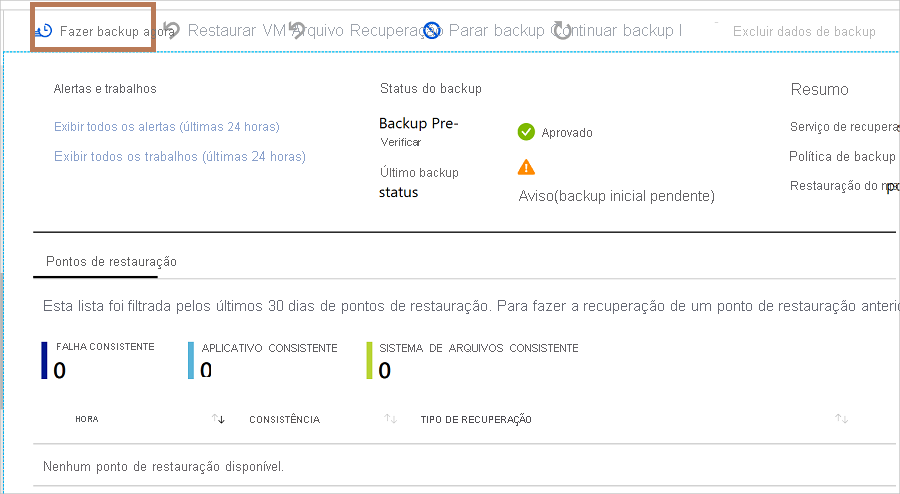 Fazer backup agora Restaurar VM Arquivo Recuperação Parar backup Continuar backup Excluir dados de backup
Alertas e trabalhos
Exibir todos os alertas (últimas 24 horas)
Exibir todos os trabalhos (últimas 24 horas)
Status do backup
Backup Pre-
Verificar
Aprovado
Último backup
status
Aviso(backup inicial pendente)
Resumo
Serviço de recupera
Política de backup
Restauração do
Pontos de restauração
Esta lista foi filtrada pelos últimos 30 dias de pontos de restauração. Para fazer a recuperação de um ponto de restauração anteri
FALHA CONSISTENTE
0
APLICATIVO CONSISTENTE
0
SISTEMA DE ARQUIVOS CONSISTENTE
0
HORA CONSISTÊNCIA TIPO DE RECUPERAÇÃO
Nenhum ponto de restauração disponível.